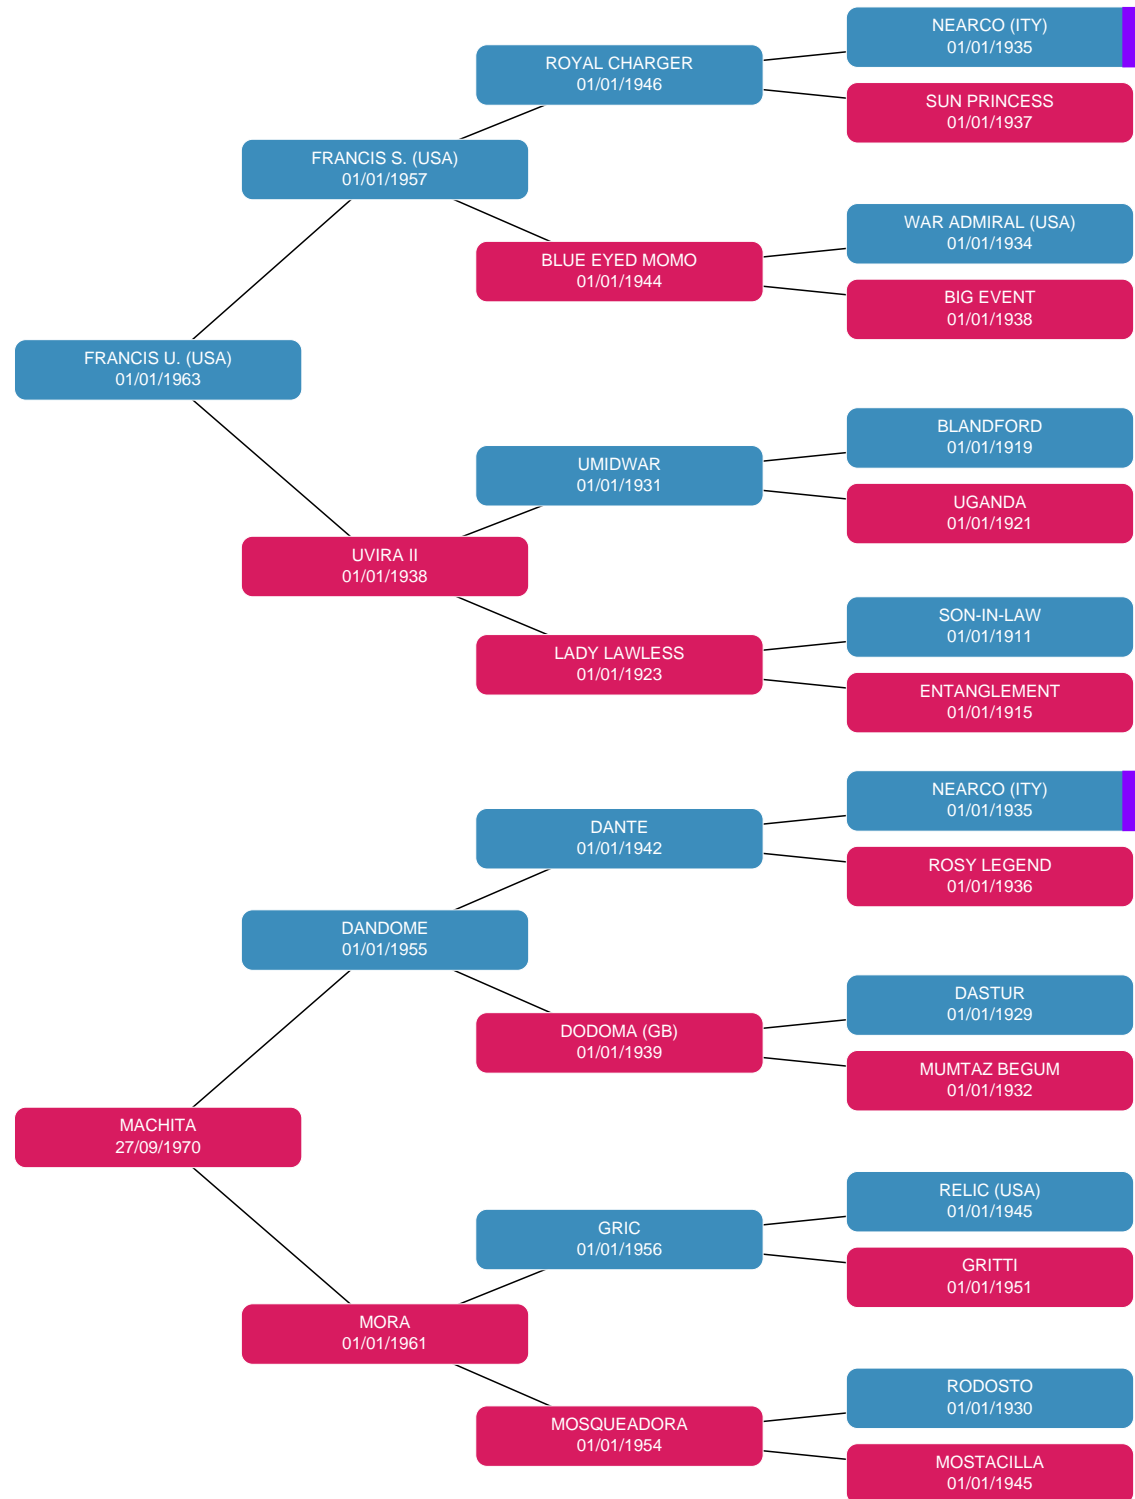 NEARCO (ITY)
01/01/1935
ROYAL CHARGER
01/01/1946
SUN PRINCESS
01/01/1937
FRANCIS S. (USA)
01/01/1957
WAR ADMIRAL (USA)
01/01/1934
BLUE EYED MOMO
01/01/1944
BIG EVENT
01/01/1938
FRANCIS U. (USA)
01/01/1963
BLANDFORD
01/01/1919
UMIDWAR
01/01/1931
UGANDA
01/01/1921
UVIRA II
01/01/1938
SON-IN-LAW
01/01/1911
LADY LAWLESS
01/01/1923
ENTANGLEMENT
01/01/1915
NEARCO (ITY)
01/01/1935
DANTE
01/01/1942
ROSY LEGEND
01/01/1936
DANDOME
01/01/1955
DASTUR
01/01/1929
DODOMA (GB)
01/01/1939
MUMTAZ BEGUM
01/01/1932
MACHITA
27/09/1970
RELIC (USA)
01/01/1945
GRIC
01/01/1956
GRITTI
01/01/1951
MORA
01/01/1961
RODOSTO
01/01/1930
MOSQUEADORA
01/01/1954
MOSTACILLA
01/01/1945